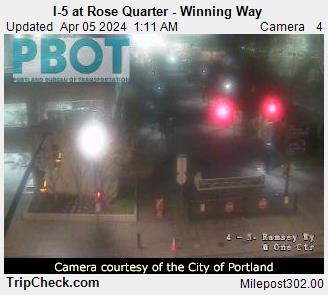 I-5 at Rose Quarter - Winning Way
Updated Apr 05 2024 1:11 AM Camera 4
PBOT
PORTLAND BUREAU OF TRANSPORTATION
4 - N. Ramsey Wy
W One Ctr
Camera courtesy of the City of Portland
TripCheck.com Milepost302.00